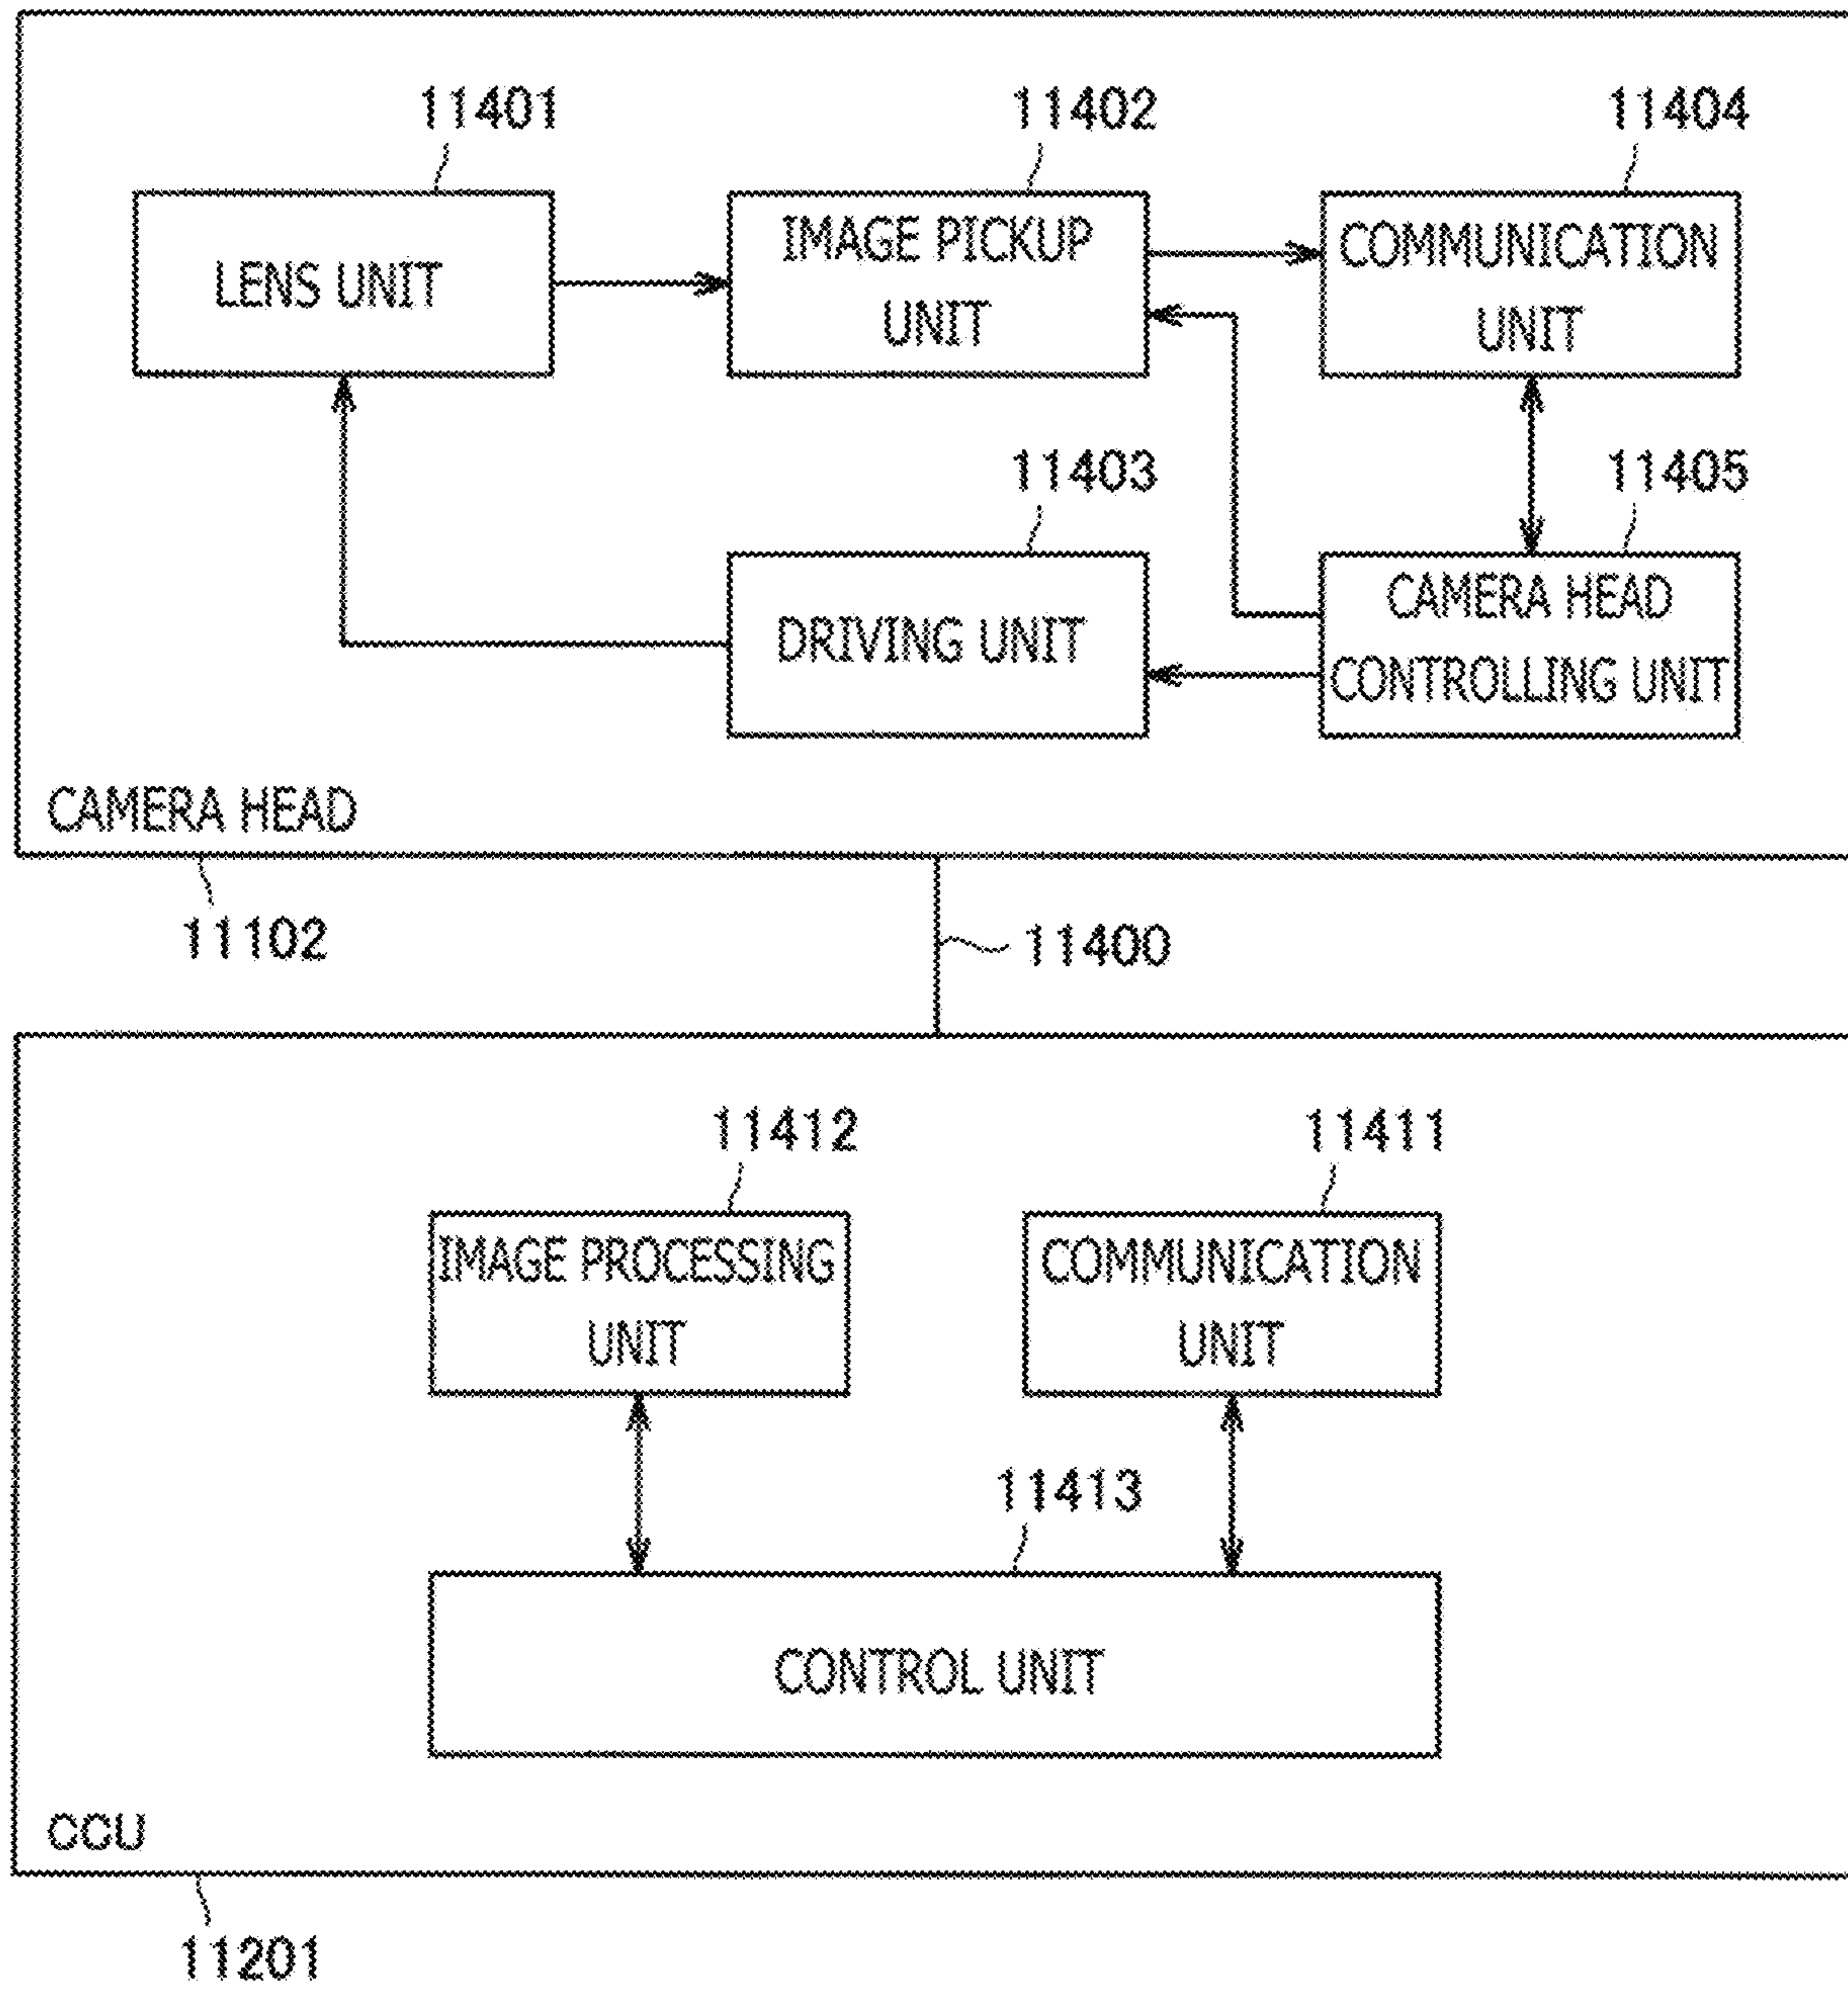 11401
11402
11404
LENS UNIT
IMAGE PICKUP
UNIT
COMMUNICATION
UNIT
11403
11405
DRIVING UNIT
CAMERA HEAD
CONTROLLING UNIT
CAMERA HEAD
11102
11400
11412
11411
IMAGE PROCESSING
UNIT
COMMUNICATION
UNIT
11413
CONTROL UNIT
CCU
11201